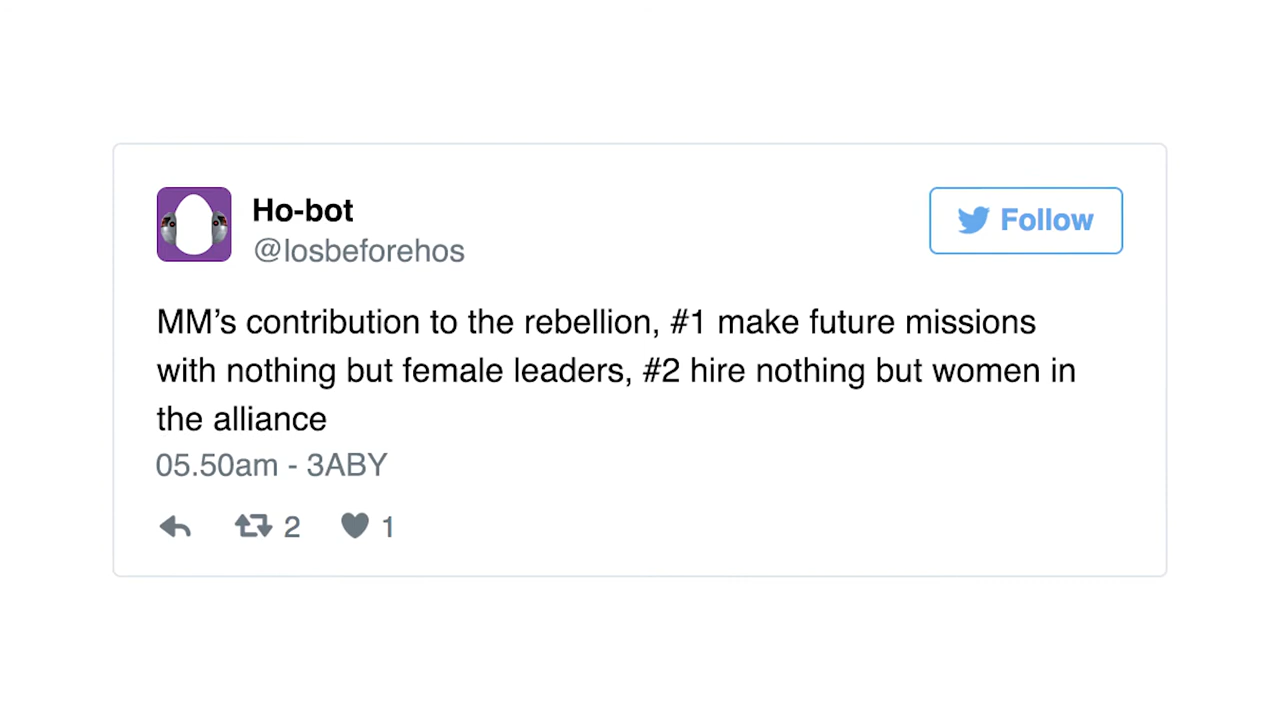 Ho-bot
Follow
@losbeforehos
MM’s contribution to the rebellion, #1 make future missions
with nothing but female leaders, #2 hire nothing but women in
the alliance
05.50am - 3ABY
2 1